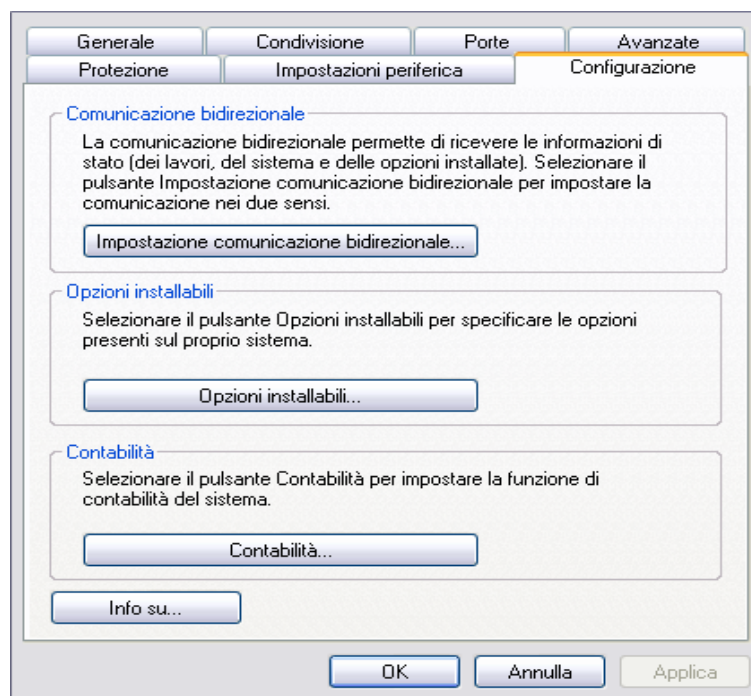 Generale Condivisione Porte Avanzate
Protezione Impostazioni periferica Configurazione
Comunicazione bidirezionale
La comunicazione bidirezionale permette di ricevere le informazioni di
stato (dei lavori, del sistema e delle opzioni installate). Selezionare il
pulsante Impostazione comunicazione bidirezionale per impostare la
comunicazione nei due sensi.
Impostazione comunicazione bidirezionale...
Opzioni installabili
Selezionare il pulsante Opzioni installabili per specificare le opzioni
presenti sul proprio sistema.
Opzioni installabili...
Contabilità
Selezionare il pulsante Contabilità per impostare la funzione di
contabilità del sistema.
Contabilità...
Info su...
OK Annulla Applica